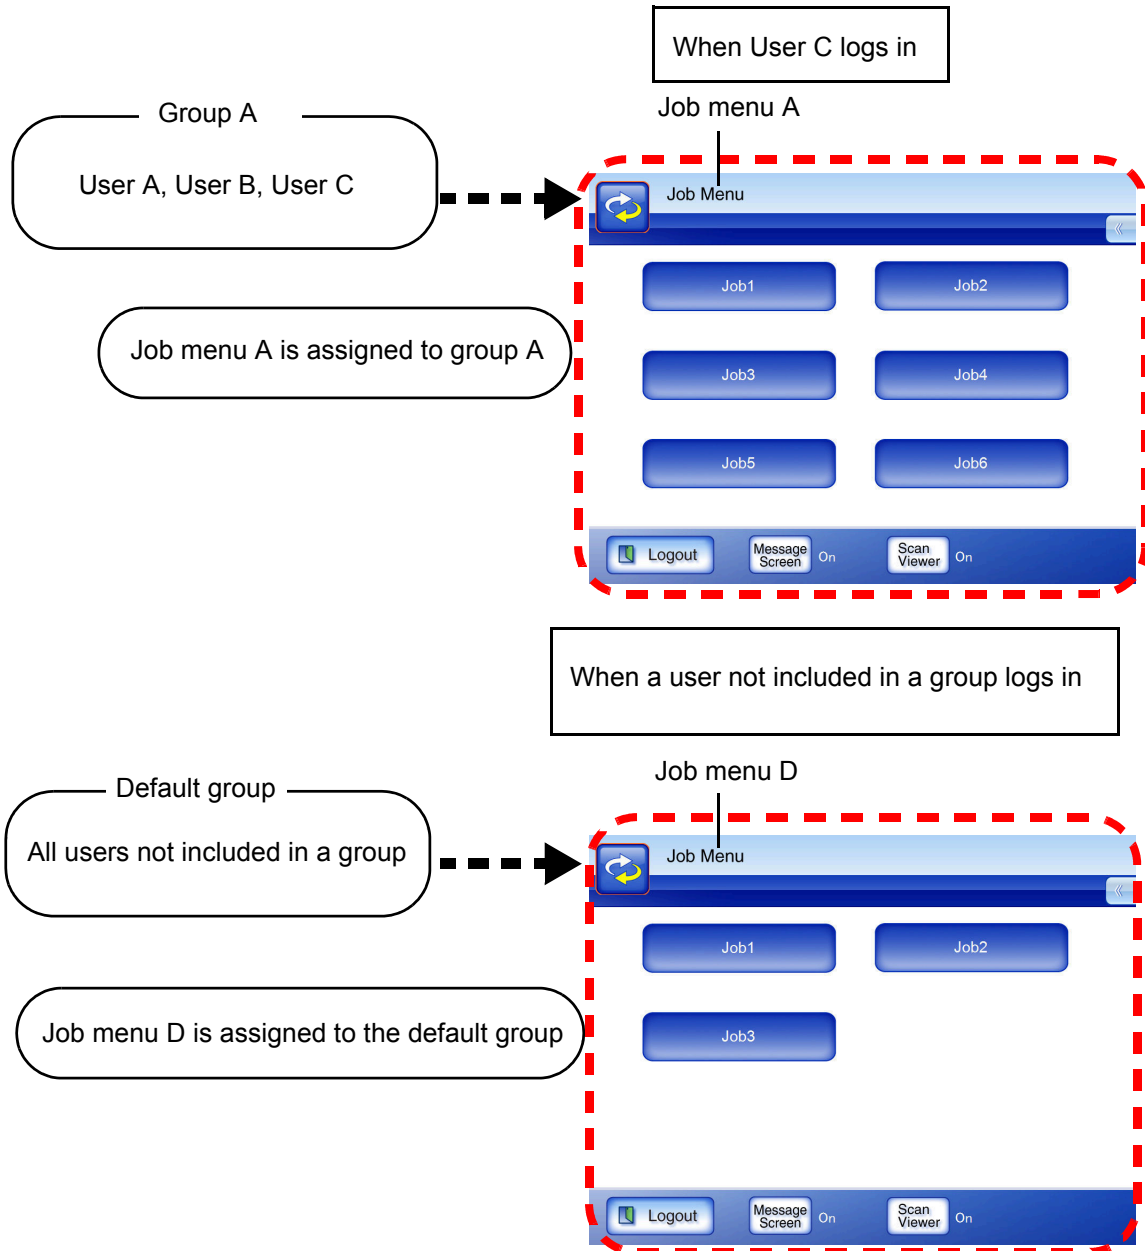 When User C logs in
Job menu A
Group A
User A, User B, User C
Job Menu
Job1
Job2
Job menu A is assigned to group A
Job3
Job4
Job5
Job6
Logout
Message
Screen
On
Scan
Viewer
On
When a user not included in a group logs in
Job menu D
Default group
All users not included in a group
Job Menu
Job1
Job2
Job menu D is assigned to the default group
Job3
Logout
Message
Screen
On
Scan
Viewer
On